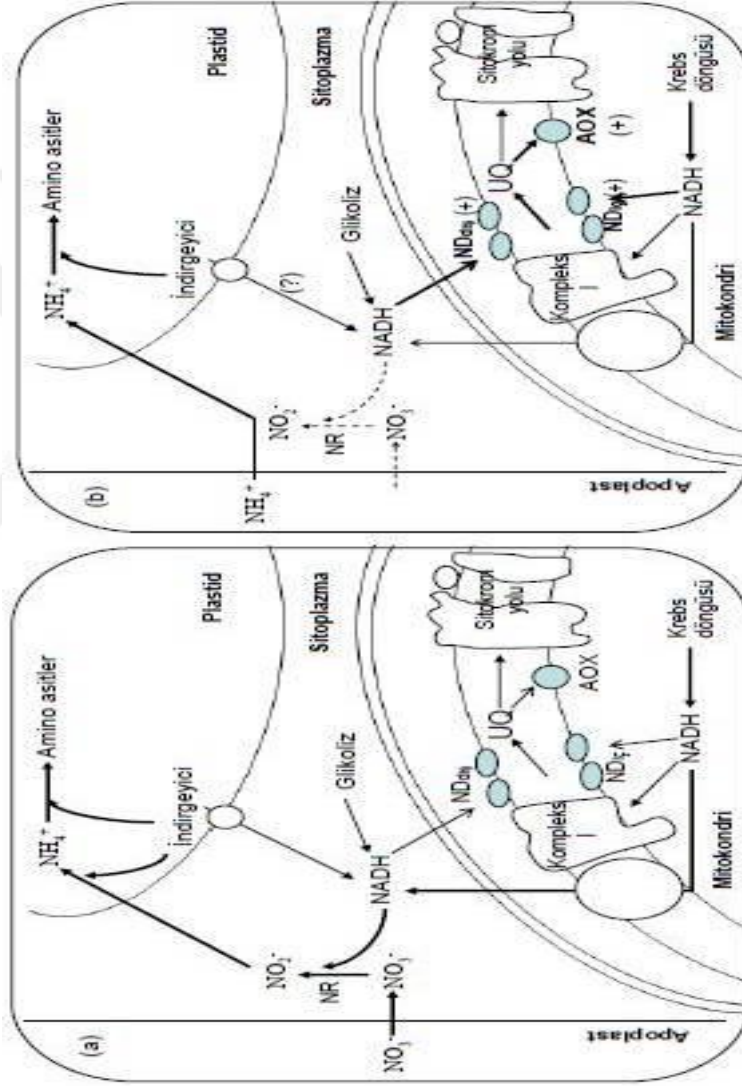 (a)
Apoplast
NO₃⁻
NO₃⁻
NR
NO₂⁻
NH₄⁺
Amino asitler
İndirgeyici
Plastid
Sitoplazma
Glikoliz
NADH
NDdış
UQ
Sitokrom yolu
AOX
Kompleks I
NADH
Krebs döngüsü
Mitokondri
(b)
Apoplast
NH₄⁺
NO₃⁻
NR
NO₂⁻
NH₄⁺
Amino asitler
İndirgeyici
(?)
Plastid
Sitoplazma
Glikoliz
NADH
NDdış (+)
UQ
Sitokrom yolu
AOX
(+)
Kompleks I
NADH
Krebs döngüsü
Mitokondri